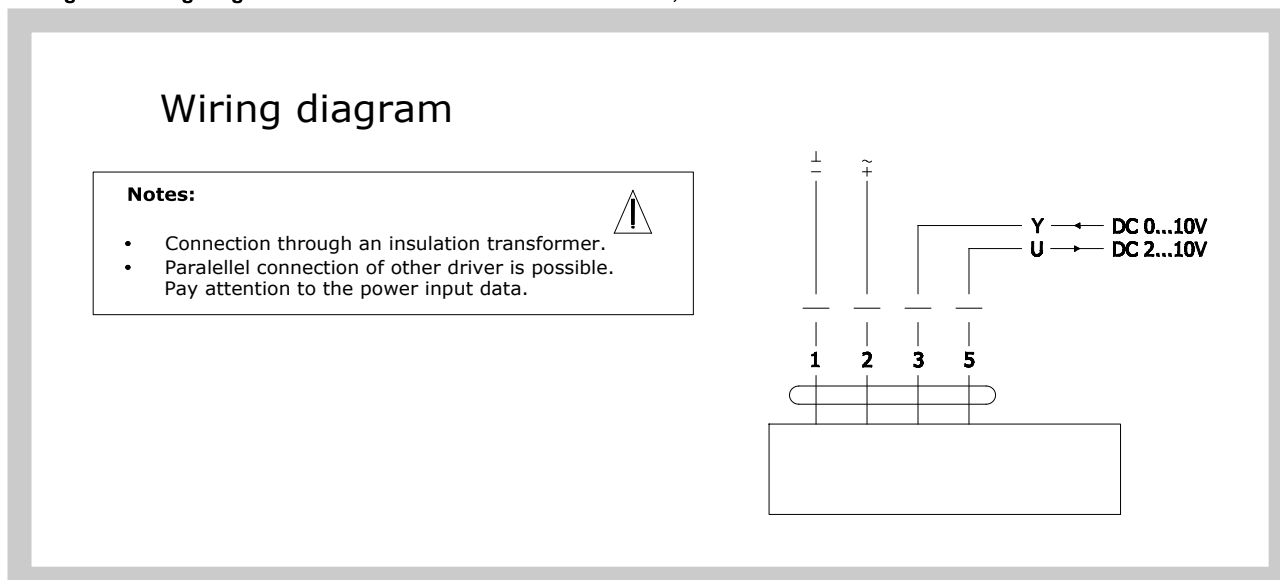 Wiring diagram
Notes:
• Connection through an insulation transformer.
• Paralellel connection of other driver is possible.
Pay attention to the power input data.
⊥ ~
− +
Y DC 0...10V
U DC 2...10V
1 2 3 5